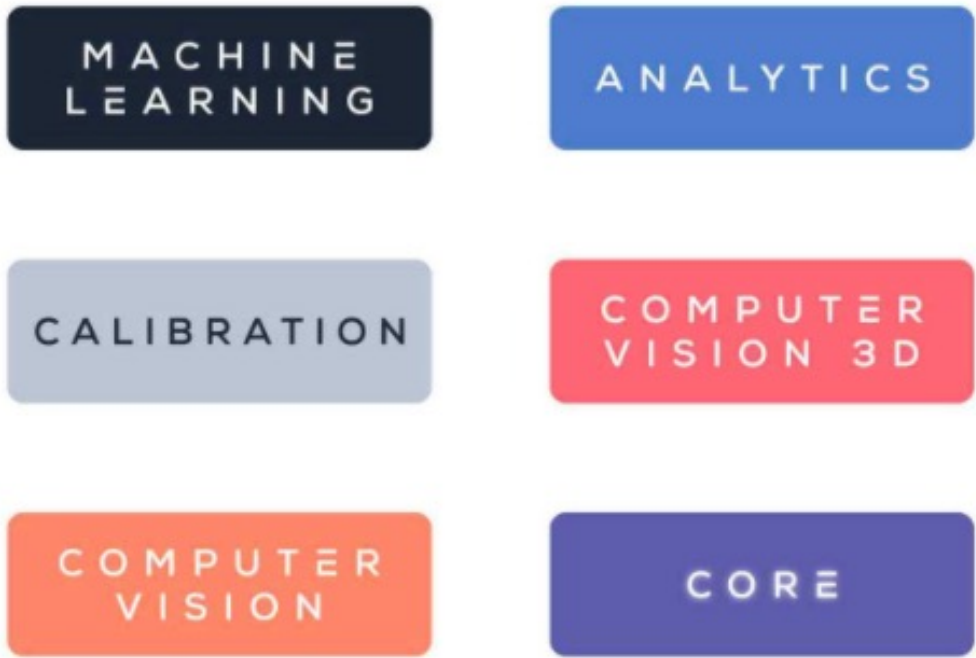 MACHINE
LEARNING
ANALYTICS
CALIBRATION
COMPUTER
VISION 3D
COMPUTER
VISION
CORE